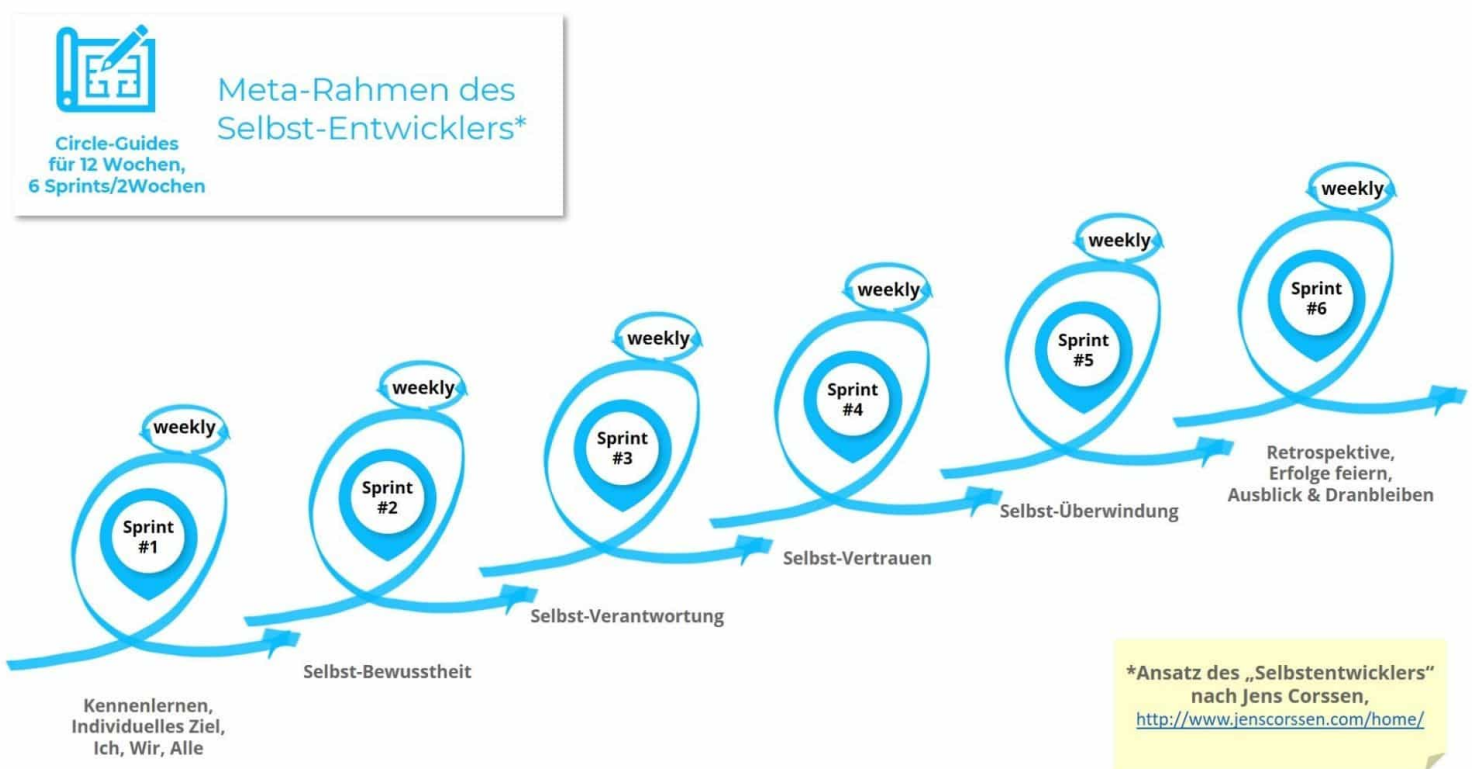 Circle-Guides
für 12 Wochen,
6 Sprints/2Wochen
Meta-Rahmen des
Selbst-Entwicklers*
weekly
Sprint
#1
Kennenlernen,
Individuelles Ziel,
Ich, Wir, Alle
weekly
Sprint
#2
Selbst-Bewusstheit
weekly
Sprint
#3
Selbst-Verantwortung
weekly
Sprint
#4
Selbst-Vertrauen
weekly
Sprint
#5
Selbst-Überwindung
weekly
Sprint
#6
Retrospektive,
Erfolge feiern,
Ausblick & Dranbleiben
*Ansatz des „Selbstentwicklers“
nach Jens Corssen,
http://www.jenscorssen.com/home/